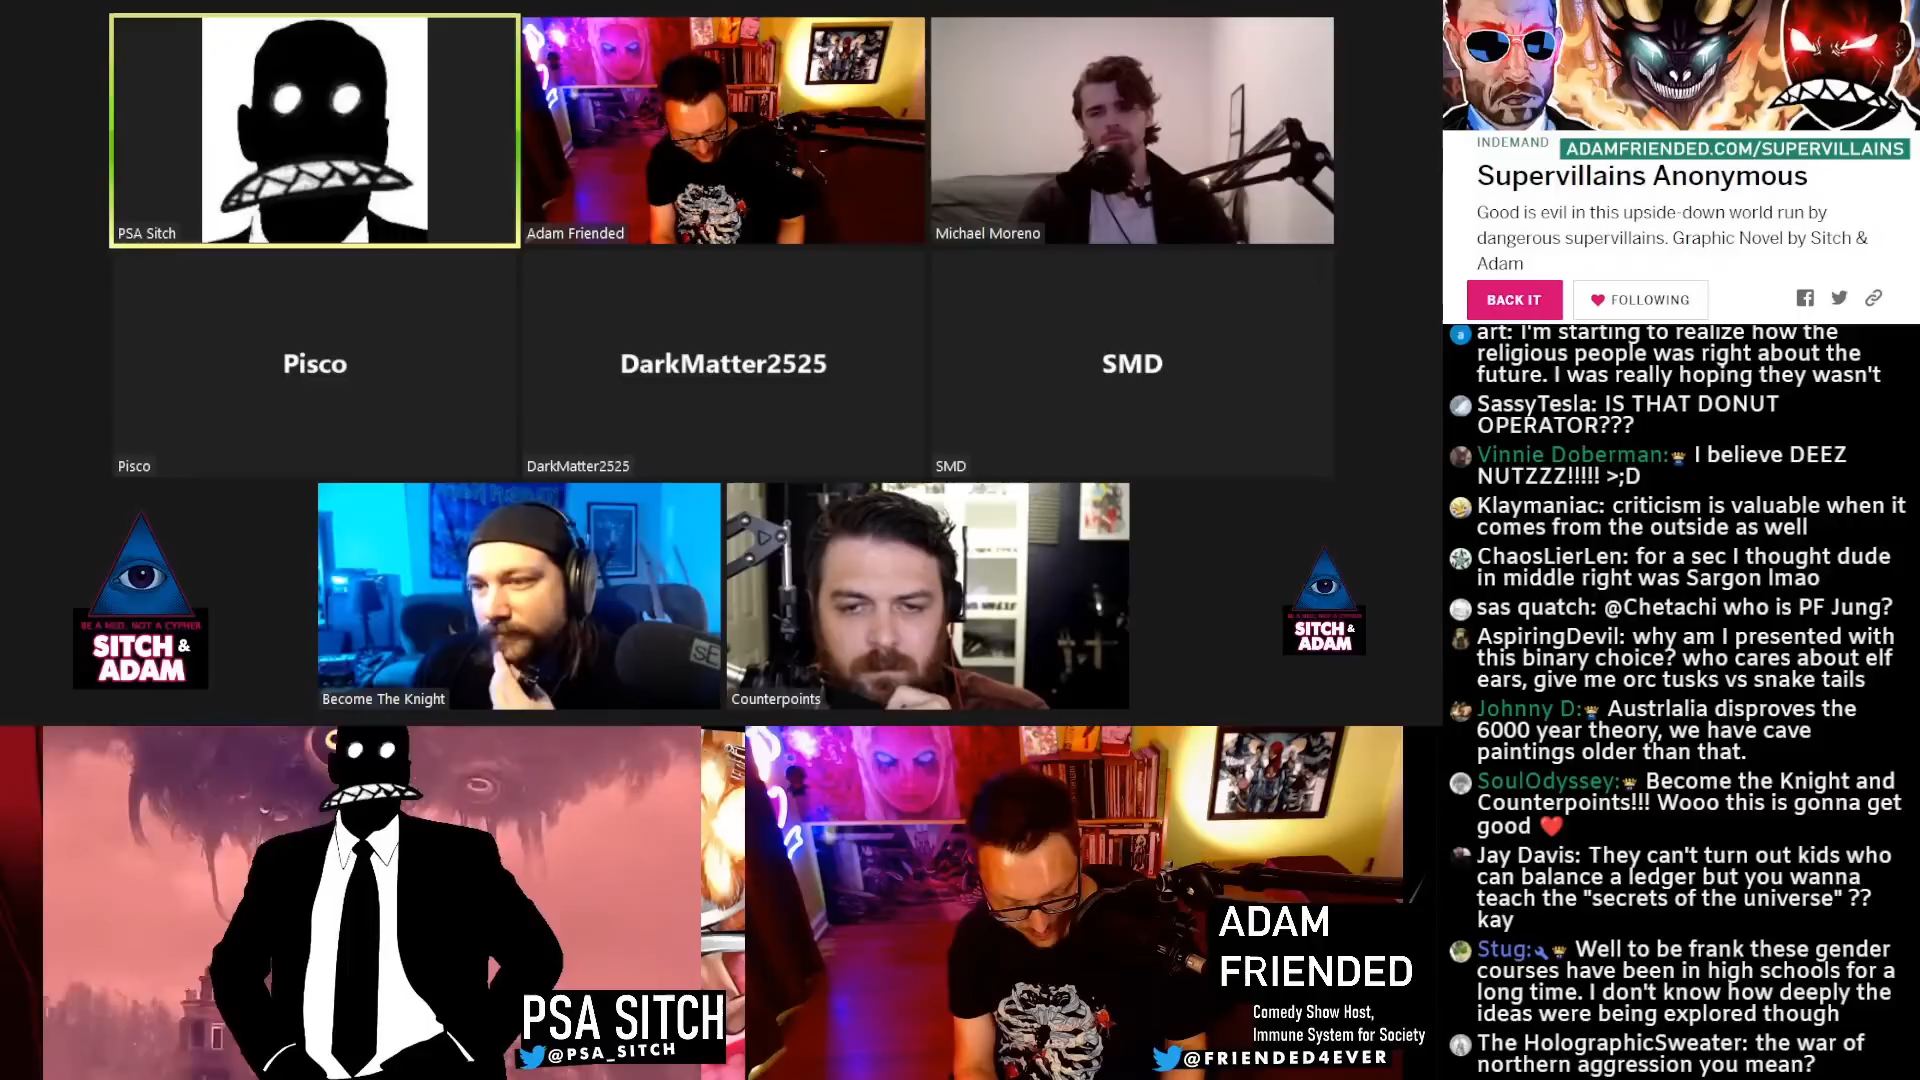 PSA Sitch
Adam Friended
Michael Moreno
Pisco
DarkMatter2525
SMD
Pisco
DarkMatter2525
SMD
BE A MED, NOT A CYPHER
SITCH &
ADAM
Become The Knight
Counterpoints
SITCH &
ADAM
PSA SITCH
@PSA_SITCH
ADAM
FRIENDED
Comedy Show Host,
Immune System for Society
@FRIENDED4EVER
INDEMAND
ADAMFRIENDED.COM/SUPERVILLAINS
Supervillains Anonymous
Good is evil in this upside-down world run by
dangerous supervillains. Graphic Novel by Sitch &
Adam
BACK IT
FOLLOWING
a art: I'm starting to realize how the
religious people was right about the
future. I was really hoping they wasn't
SassyTesla: IS THAT DONUT
OPERATOR???
Vinnie Doberman: I believe DEEZ
NUTZZZ!!!!! >;D
Klaymaniac: criticism is valuable when it
comes from the outside as well
ChaosLierLen: for a sec I thought dude
in middle right was Sargon lmao
sas quatch: @Chetachi who is PF Jung?
AspiringDevil: why am I presented with
this binary choice? who cares about elf
ears, give me orc tusks vs snake tails
Johnny D: Austrlalia disproves the
6000 year theory, we have cave
paintings older than that.
SoulOdyssey: Become the Knight and
Counterpoints!!! Wooo this is gonna get
good ❤️
Jay Davis: They can't turn out kids who
can balance a ledger but you wanna
teach the "secrets of the universe" ??
kay
Stug: Well to be frank these gender
courses have been in high schools for a
long time. I don't know how deeply the
ideas were being explored though
The HolographicSweater: the war of
northern aggression you mean?